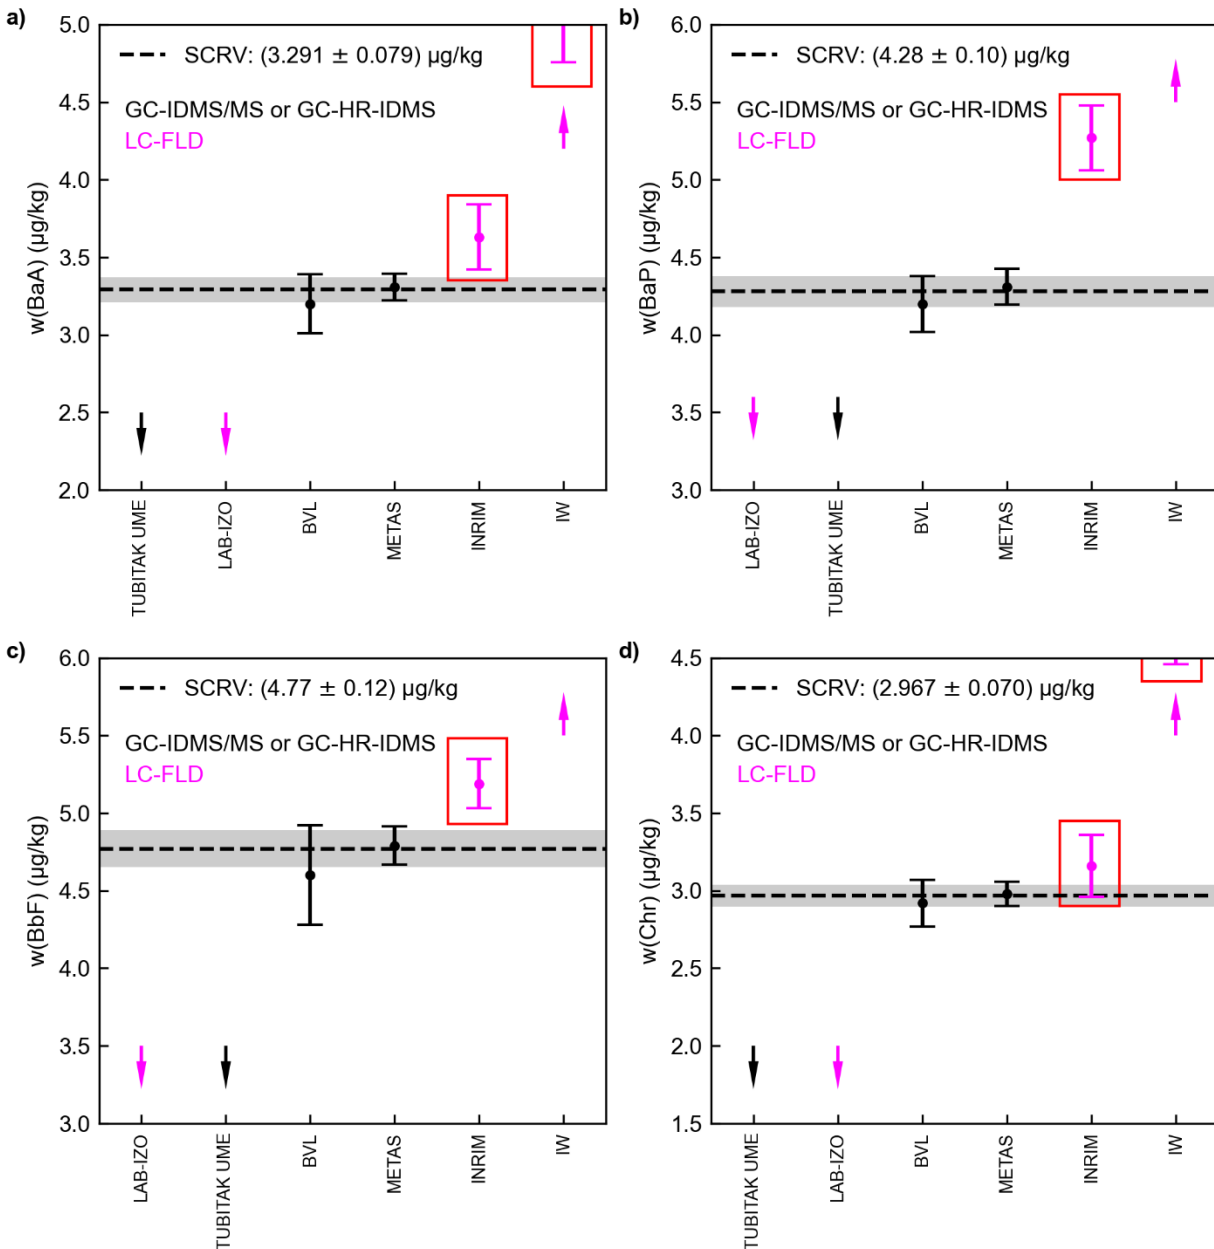 a)
5.0
4.5
4.0
3.5
3.0
2.5
2.0
w(BaA) (µg/kg)
SCRV: (3.291 ± 0.079) µg/kg
GC-IDMS/MS or GC-HR-IDMS
LC-FLD
TUBITAK UME
LAB-IZO
BVL
METAS
INRIM
IW
b)
6.0
5.5
5.0
4.5
4.0
3.5
3.0
w(BaP) (µg/kg)
SCRV: (4.28 ± 0.10) µg/kg
GC-IDMS/MS or GC-HR-IDMS
LC-FLD
LAB-IZO
TUBITAK UME
BVL
METAS
INRIM
IW
c)
6.0
5.5
5.0
4.5
4.0
3.5
3.0
w(BbF) (µg/kg)
SCRV: (4.77 ± 0.12) µg/kg
GC-IDMS/MS or GC-HR-IDMS
LC-FLD
LAB-IZO
TUBITAK UME
BVL
METAS
INRIM
IW
d)
4.5
4.0
3.5
3.0
2.5
2.0
1.5
w(Chr) (µg/kg)
SCRV: (2.967 ± 0.070) µg/kg
GC-IDMS/MS or GC-HR-IDMS
LC-FLD
TUBITAK UME
LAB-IZO
BVL
METAS
INRIM
IW